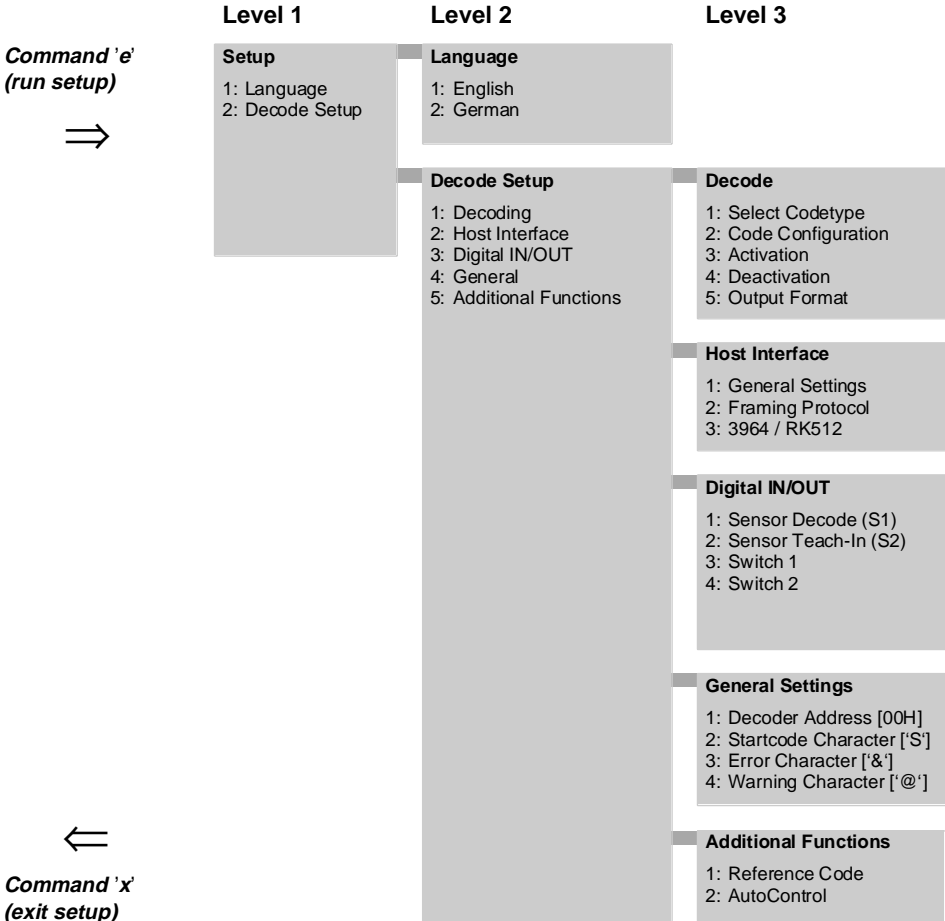 Level 1
Level 2
Level 3
Command 'e'
(run setup)
⇒
Setup
1: Language
2: Decode Setup
Language
1: English
2: German
Decode Setup
1: Decoding
2: Host Interface
3: Digital IN/OUT
4: General
5: Additional Functions
Decode
1: Select Codetype
2: Code Configuration
3: Activation
4: Deactivation
5: Output Format
Host Interface
1: General Settings
2: Framing Protocol
3: 3964 / RK512
Digital IN/OUT
1: Sensor Decode (S1)
2: Sensor Teach-In (S2)
3: Switch 1
4: Switch 2
General Settings
1: Decoder Address [00H]
2: Startcode Character [‘S‘]
3: Error Character [‘&‘]
4: Warning Character [‘@‘]
Additional Functions
1: Reference Code
2: AutoControl
⇐
Command 'x'
(exit setup)